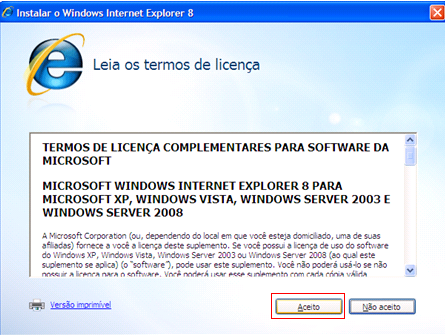 Instalar o Windows Internet Explorer 8
Leia os termos de licença
TERMOS DE LICENÇA COMPLEMENTARES PARA SOFTWARE DA
MICROSOFT
MICROSOFT WINDOWS INTERNET EXPLORER 8 PARA
MICROSOFT XP, WINDOWS VISTA, WINDOWS SERVER 2003 E
WINDOWS SERVER 2008
A Microsoft Corporation (ou, dependendo do local em que você esteja domiciliado, uma de suas
afiliadas) fornece a você a licença deste suplemento. Se você possui a licença de uso do software
do Windows XP, Windows Vista, Windows Server 2003 ou Windows Server 2008 (ao qual este
suplemento se aplica) (o "software"), pode usar este suplemento. Você não poderá usá-lo se não
possuir a licença para o software. Você poderá usar este suplemento com cada cópia válida
Versão imprimível
Aceito
Não aceito